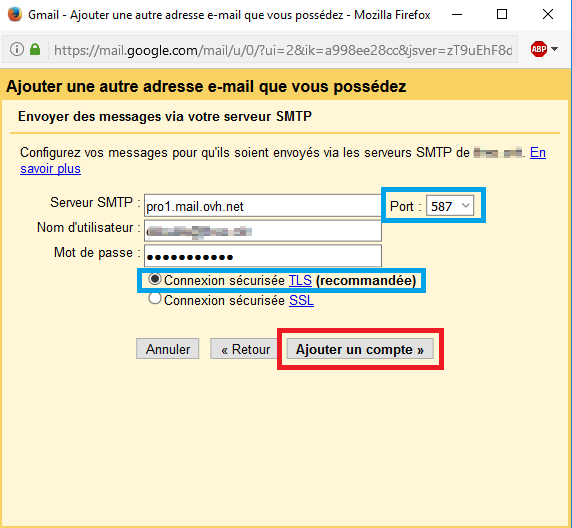 Gmail - Ajouter une autre adresse e-mail que vous possédez - Mozilla Firefox
https://mail.google.com/mail/u/0/?ui=2&ik=a998ee28cc&jsver=zT9uEhF8d
ABP
Ajouter une autre adresse e-mail que vous possédez
Envoyer des messages via votre serveur SMTP
Configurez vos messages pour qu'ils soient envoyés via les serveurs SMTP de . En
savoir plus
Serveur SMTP : pro1.mail.ovh.net Port : 587
Nom d'utilisateur :
Mot de passe : •••••••••••
Connexion sécurisée TLS (recommandée)
Connexion sécurisée SSL
Annuler « Retour Ajouter un compte »